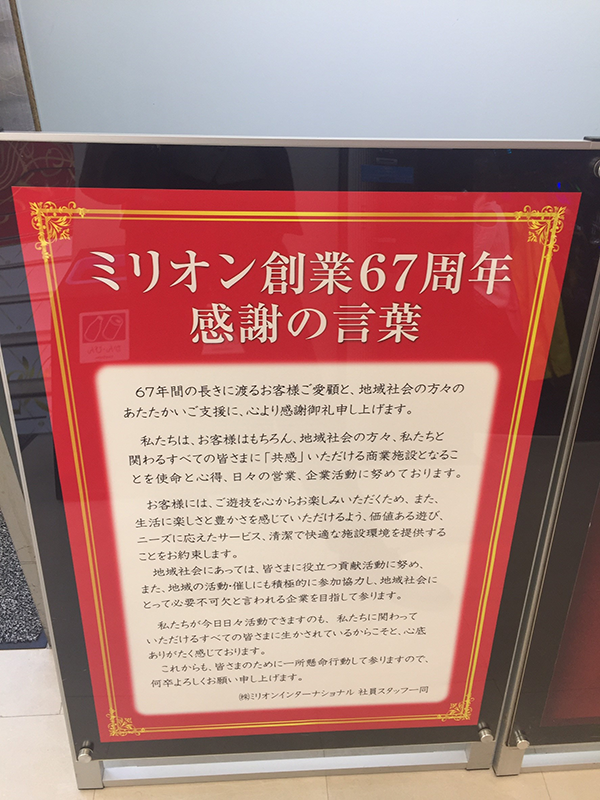 ミリオン創業67周年
感謝の言葉
67年間の長きに渡るお客様ご愛顧と、地域社会の方々の
あたたかいご支援に、心より感謝御礼申し上げます。
私たちは、お客様はもちろん、地域社会の方々、私たちと
関わるすべての皆さまに「共感」いただける商業施設となるこ
とを使命と心得、日々の営業、企業活動に努めております。
お客様には、ご遊技を心からお楽しみいただくため、また、
生活に楽しさと豊かさを感じていただけるよう、価値ある遊び、
ニーズに応えたサービス、清潔で快適な施設環境を提供する
ことをお約束します。
地域社会にあっては、皆さまに役立つ貢献活動に努め、
また、地域の活動・催しにも積極的に参加協力し、地域社会に
とって必要不可欠と言われる企業を目指して参ります。
私たちが今日日々活動できますのも、私たちに関わって
いただけるすべての皆さまに生かされているからこそと、心底
ありがたく感じております。
これからも、皆さまのために一所懸命行動して参りますので、
何卒よろしくお願い申し上げます。
㈱ミリオンインターナショナル 社員スタッフ一同